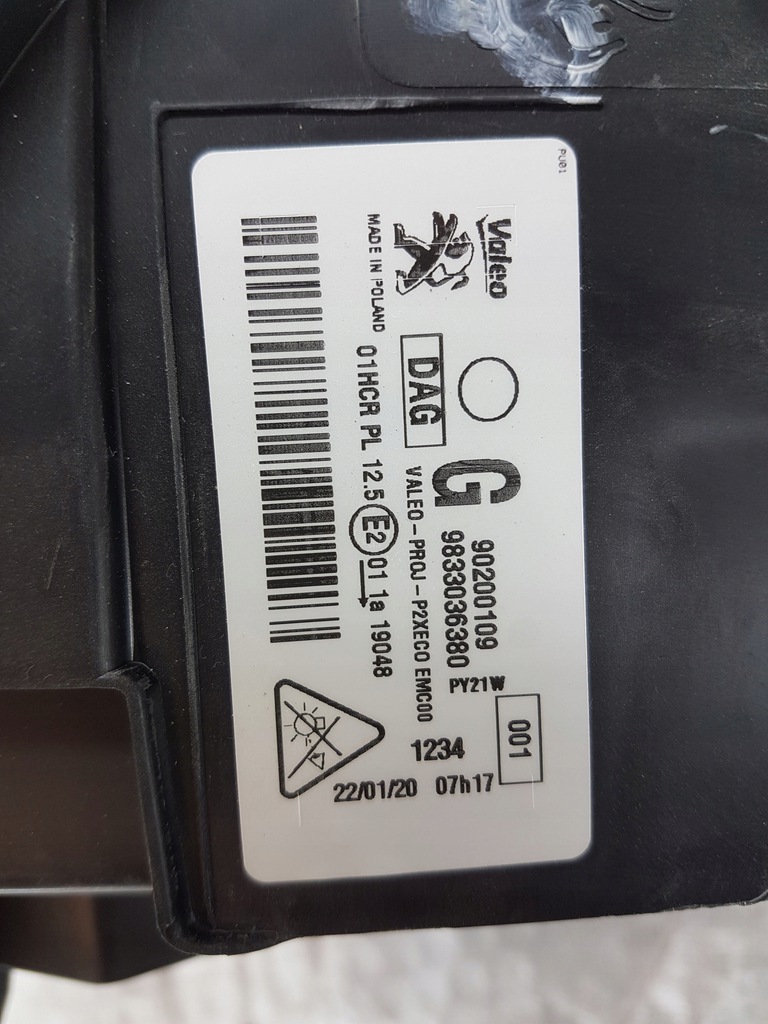 PU01
Valeo
G
90200109
9833036380
001
DAG
VALEO-PROJ-P2XECO EMC00
PY21W
1234
MADE IN POLAND
01HCR PL 12.5 E2 01 1a 19048
22/01/20 07h17